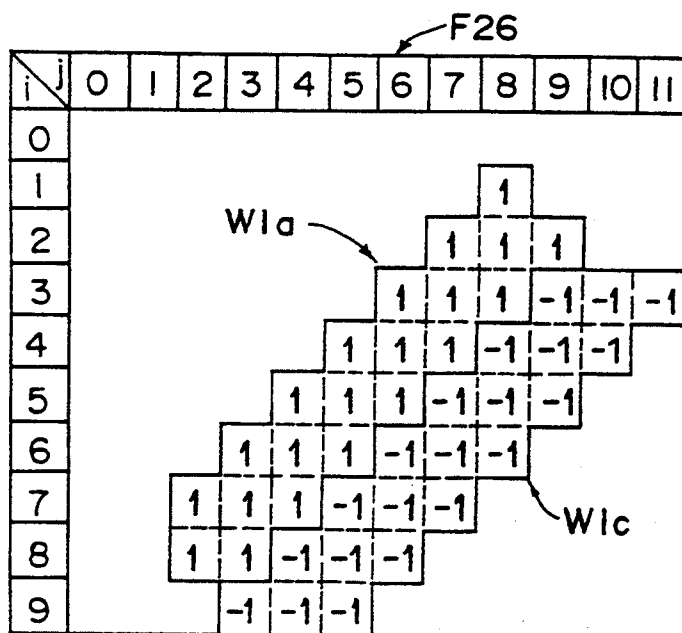 F26
i j 0 1 2 3 4 5 6 7 8 9 10 11
0
1 1
W1a
2 1 1 1
3 1 1 1 -1 -1 -1
4 1 1 1 -1 -1 -1
5 1 1 1 -1 -1 -1
6 1 1 1 -1 -1 -1
7 1 1 1 -1 -1 -1
W1c
8 1 1 -1 -1 -1
9 -1 -1 -1